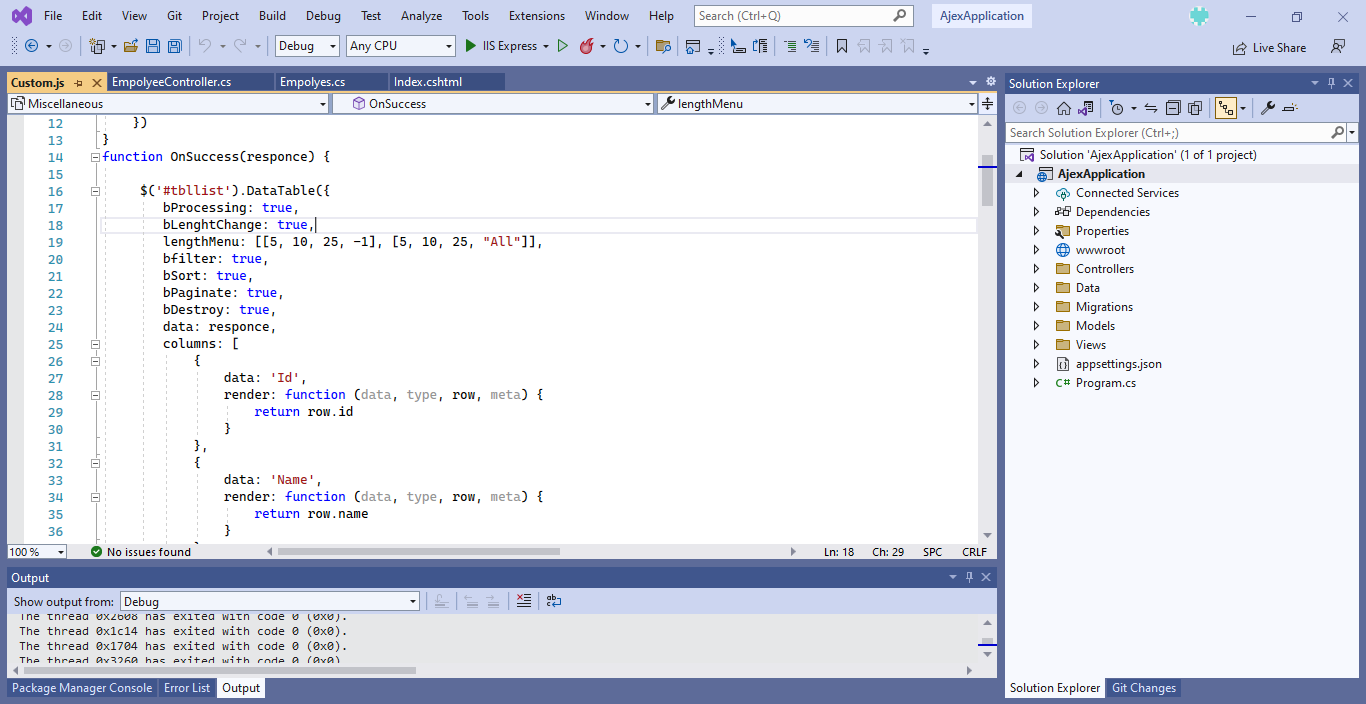 File Edit View Git Project Build Debug Test Analyze Tools Extensions Window Help Search (Ctrl+Q) AjexApplication
Debug Any CPU IIS Express Live Share
Custom.js EmpolyeeController.cs Empolyes.cs Index.cshtml
Miscellaneous OnSuccess lengthMenu
12 })
13 }
14 function OnSuccess(responce) {
15
16 $('#tbllist').DataTable({
17 bProcessing: true,
18 bLenghtChange: true,
19 lengthMenu: [[5, 10, 25, -1], [5, 10, 25, "All"]],
20 bfilter: true,
21 bSort: true,
22 bPaginate: true,
23 bDestroy: true,
24 data: responce,
25 columns: [
26 {
27 data: 'Id',
28 render: function (data, type, row, meta) {
29 return row.id
30 }
31 },
32 {
33 data: 'Name',
34 render: function (data, type, row, meta) {
35 return row.name
36 }
100 % No issues found Ln: 18 Ch: 29 SPC CRLF
Output
Show output from: Debug
The thread 0x2608 has exited with code 0 (0x0).
The thread 0x1c14 has exited with code 0 (0x0).
The thread 0x1704 has exited with code 0 (0x0).
The thread 0x3260 has exited with code 0 (0x0)
Package Manager Console Error List Output
Solution Explorer
Search Solution Explorer (Ctrl+;)
Solution 'AjexApplication' (1 of 1 project)
AjexApplication
Connected Services
Dependencies
Properties
wwwroot
Controllers
Data
Migrations
Models
Views
appsettings.json
C# Program.cs
Solution Explorer Git Changes